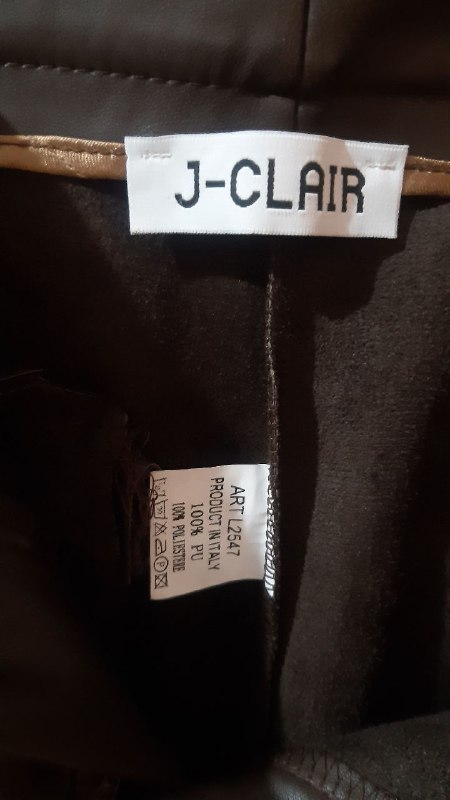 J-CLAIR
ART L2547
PRODUCT IN ITALY
100% PU
100% POLIESTERE